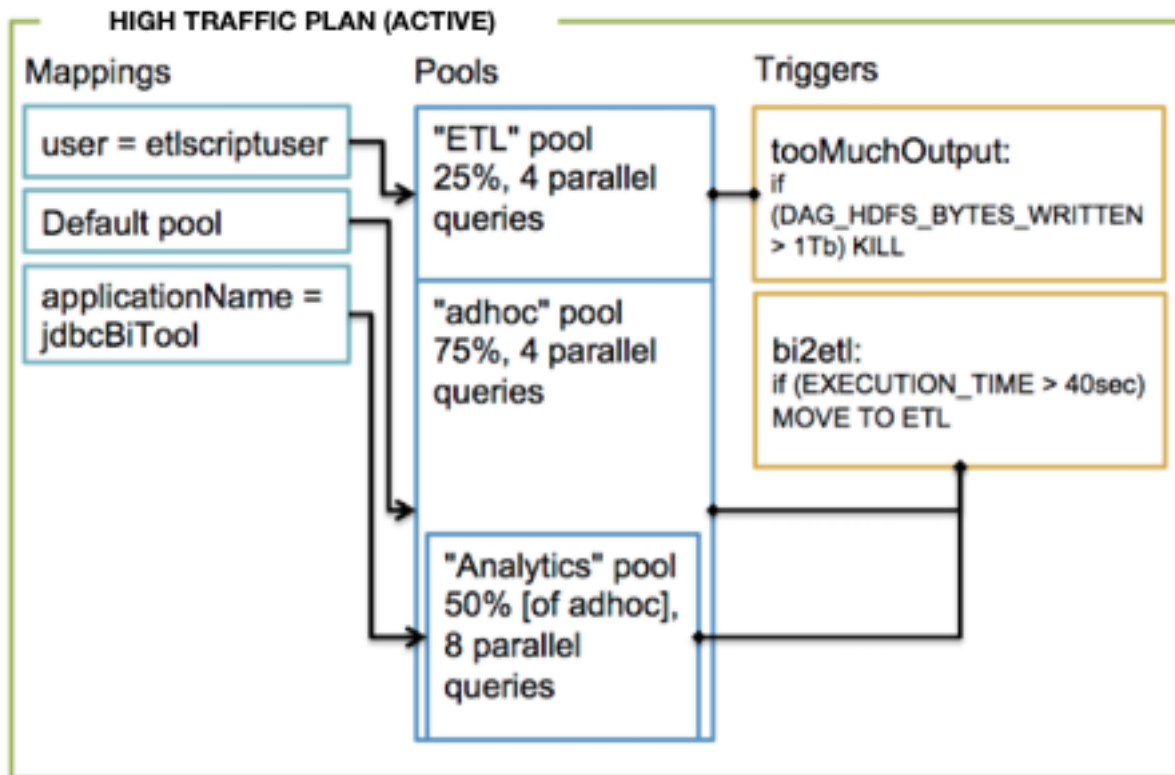 HIGH TRAFFIC PLAN (ACTIVE)
Mappings
user = etlscriptuser
Default pool
applicationName =
jdbcBiTool
Pools
"ETL" pool
25%, 4 parallel
queries
"adhoc" pool
75%, 4 parallel
queries
"Analytics" pool
50% [of adhoc],
8 parallel
queries
Triggers
tooMuchOutput:
if
(DAG_HDFS_BYTES_WRITTEN
> 1Tb) KILL
bi2etl:
if (EXECUTION_TIME > 40sec)
MOVE TO ETL